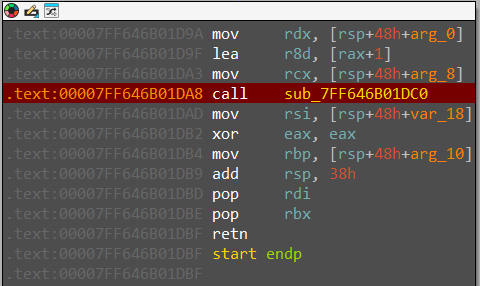 .text:00007FF646B01D9A mov     rdx, [rsp+48h+arg_0]
.text:00007FF646B01D9F lea     r8d, [rax+1]
.text:00007FF646B01DA3 mov     rcx, [rsp+48h+arg_8]
.text:00007FF646B01DA8 call    sub_7FF646B01DC0
.text:00007FF646B01DAD mov     rsi, [rsp+48h+var_18]
.text:00007FF646B01DB2 xor     eax, eax
.text:00007FF646B01DB4 mov     rbp, [rsp+48h+arg_10]
.text:00007FF646B01DB9 add     rsp, 38h
.text:00007FF646B01DBD pop     rdi
.text:00007FF646B01DBE pop     rbx
.text:00007FF646B01DBF retn
.text:00007FF646B01DBF start endp
.text:00007FF646B01DBF